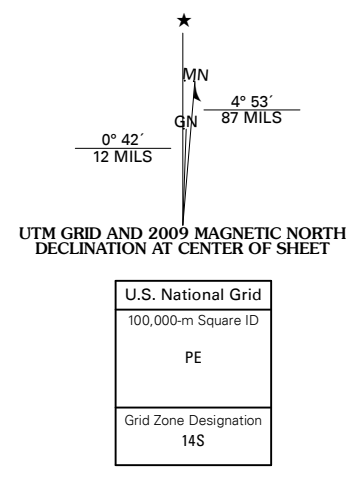 ★
MN
GN
4° 53´
87 MILS
0° 42´
12 MILS
UTM GRID AND 2009 MAGNETIC NORTH
DECLINATION AT CENTER OF SHEET
U.S. National Grid
100,000-m Square ID
PE
Grid Zone Designation
14S